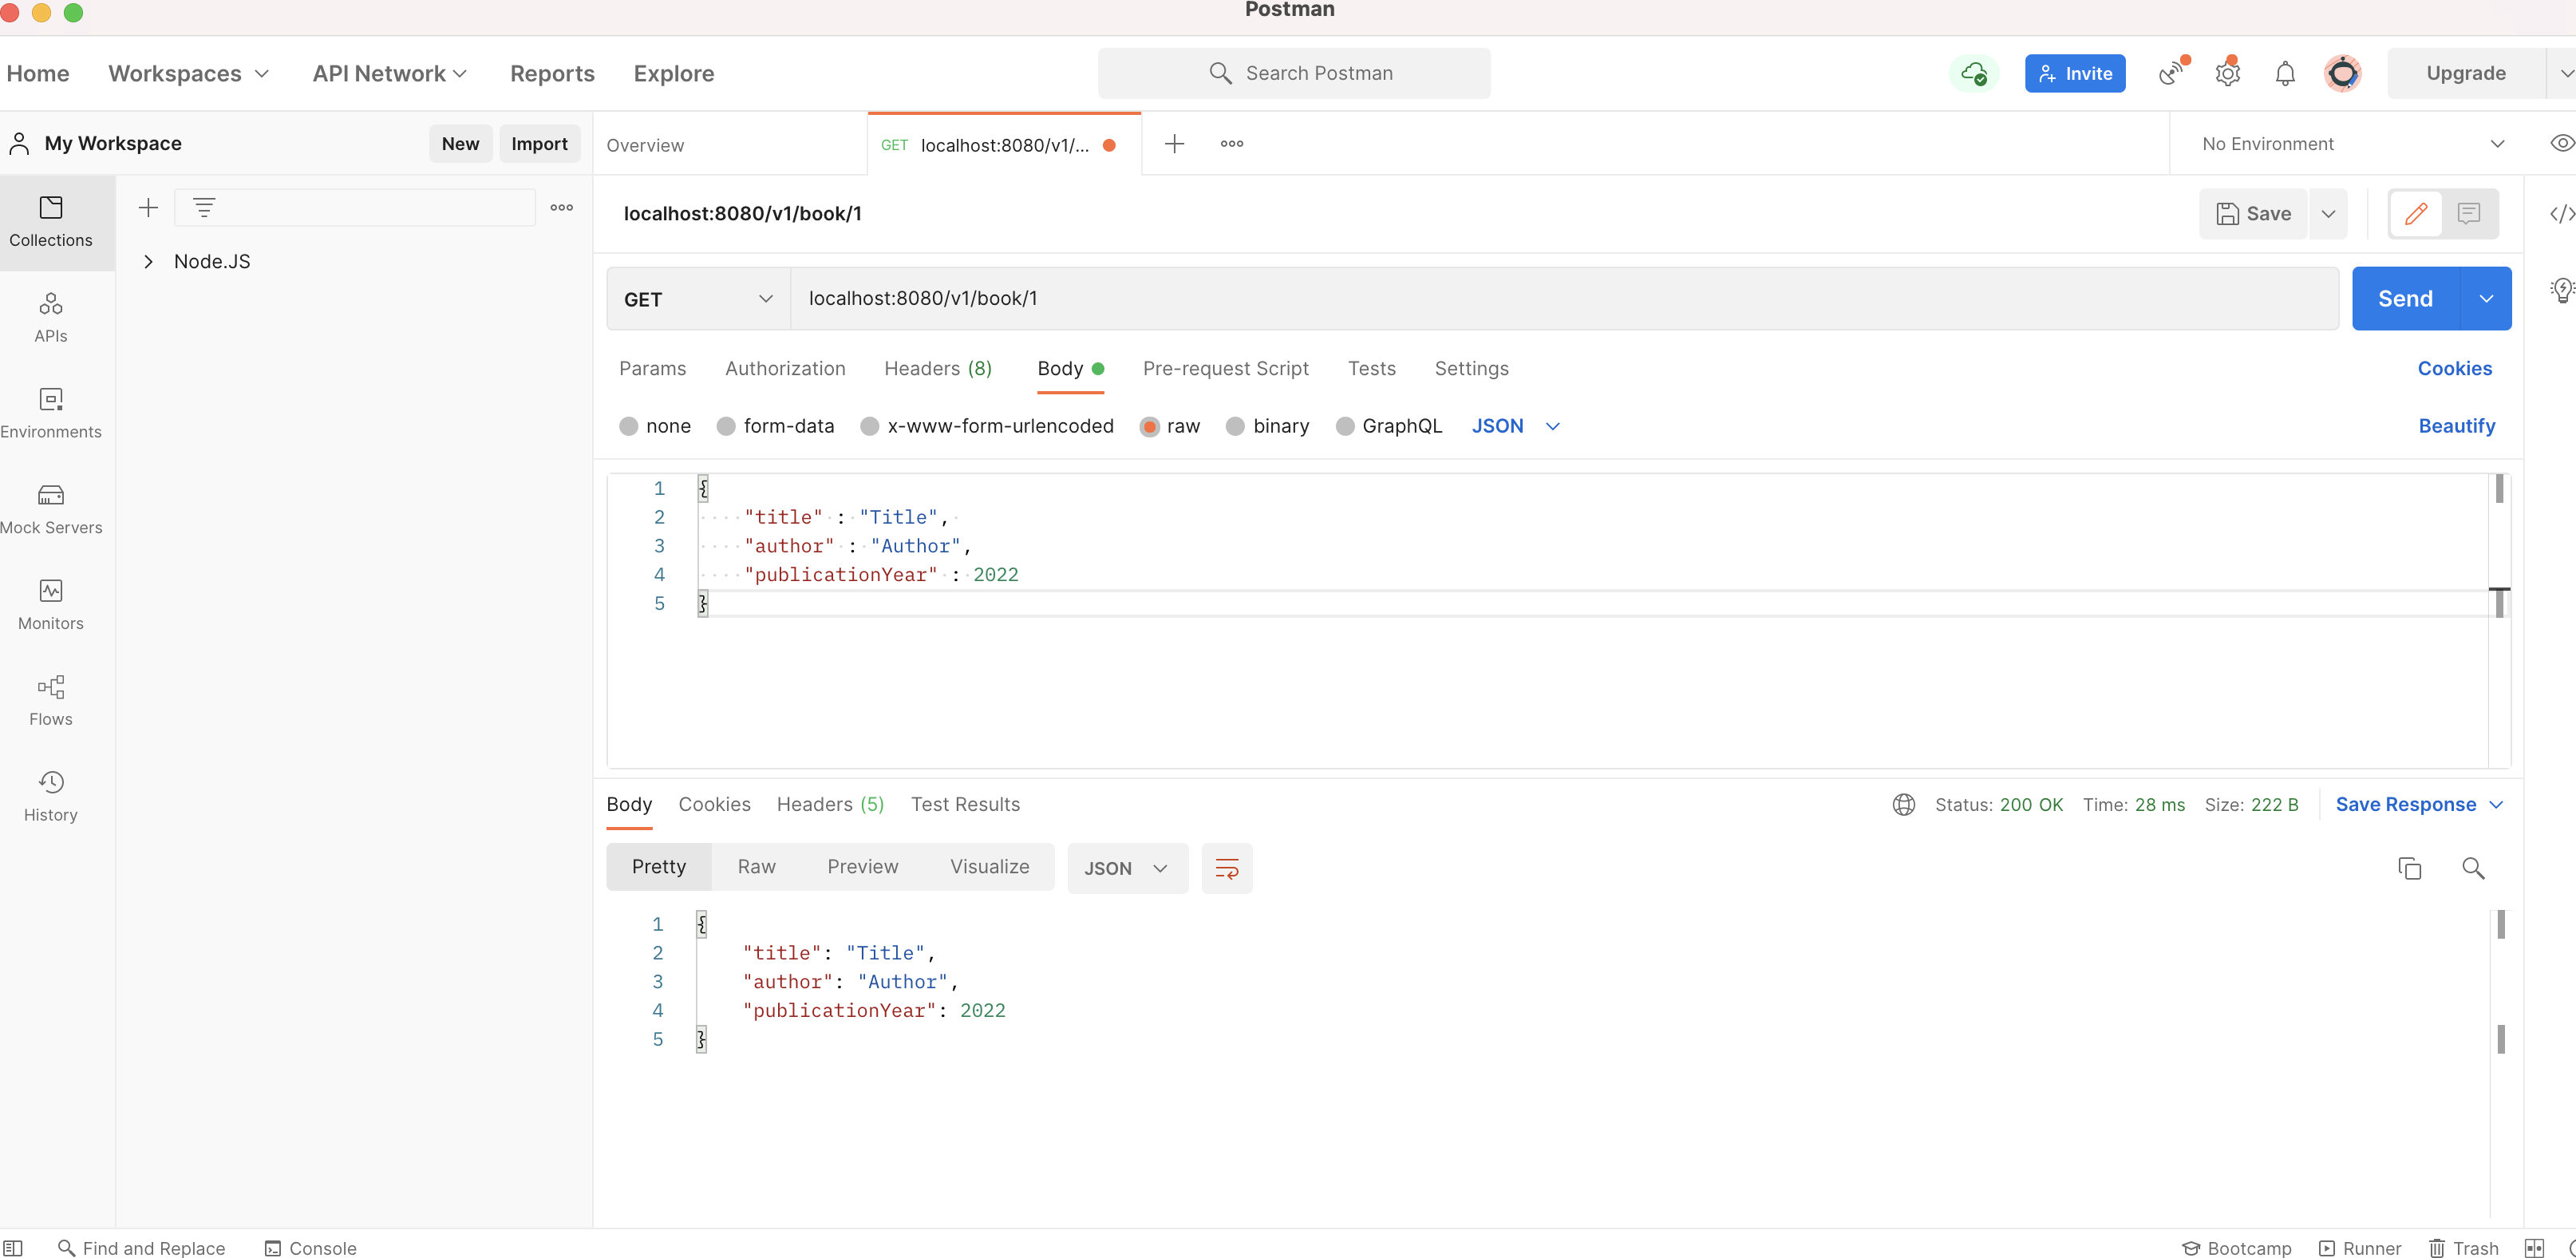 Postman
Home Workspaces API Network Reports Explore Search Postman Invite Upgrade
My Workspace New Import Overview GET localhost:8080/v1/... No Environment
Collections
Node.JS
APIs
Environments
Mock Servers
Monitors
Flows
History
localhost:8080/v1/book/1 Save
GET localhost:8080/v1/book/1 Send
Params Authorization Headers (8) Body Pre-request Script Tests Settings Cookies
none form-data x-www-form-urlencoded raw binary GraphQL JSON Beautify
1 {
2 "title" : "Title",
3 "author" : "Author",
4 "publicationYear" : 2022
5 }
Body Cookies Headers (5) Test Results Status: 200 OK Time: 28 ms Size: 222 B Save Response
Pretty Raw Preview Visualize JSON
1 {
2 "title": "Title",
3 "author": "Author",
4 "publicationYear": 2022
5 }
Find and Replace Console Bootcamp Runner Trash